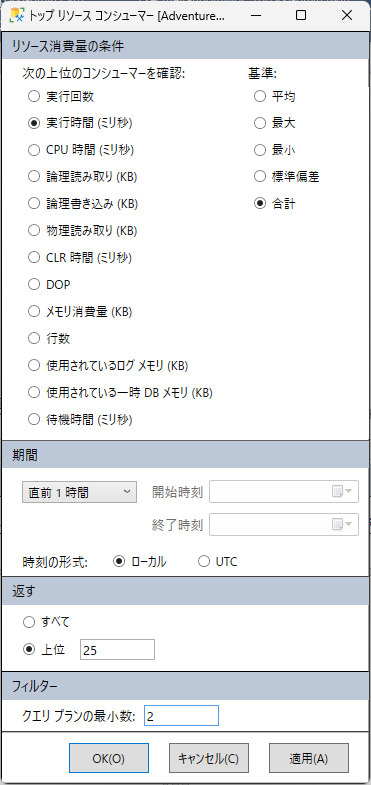 トップ リソース コンシューマー [Adventure...
リソース消費量の条件
次の上位のコンシューマーを確認:
基準:
実行回数
平均
実行時間 (ミリ秒)
最大
CPU 時間 (ミリ秒)
最小
論理読み取り (KB)
標準偏差
論理書き込み (KB)
合計
物理読み取り (KB)
CLR 時間 (ミリ秒)
DOP
メモリ消費量 (KB)
行数
使用されているログ メモリ (KB)
使用されている一時 DB メモリ (KB)
待機時間 (ミリ秒)
期間
直前 1 時間
開始時刻
終了時刻
時刻の形式:
ローカル
UTC
返す
すべて
上位
25
フィルター
クエリ プランの最小数:
2
OK(O)
キャンセル(C)
適用(A)